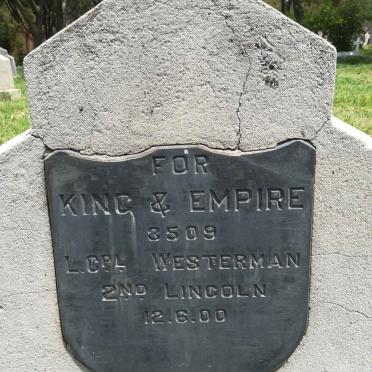 FOR
KING & EMPIRE
3509
L.CPL WESTERMAN
2ND LINCOLN
12.6.00